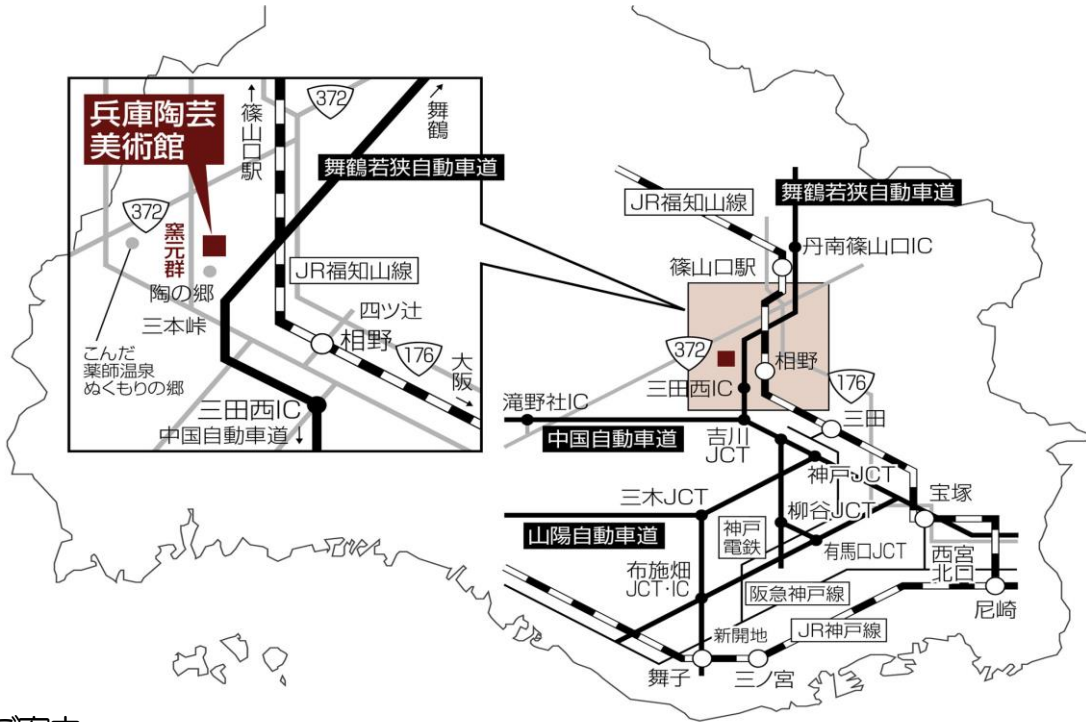 兵庫陶芸
美術館
↑篠山口駅
372
舞鶴
舞鶴若狭自動車道
372
窯元群
陶の郷
三本峠
こんだ
薬師温泉
ぬくもりの郷
JR福知山線
四ツ辻
相野
176
大阪
三田西IC
中国自動車道↓
JR福知山線
舞鶴若狭自動車道
丹南篠山口IC
篠山口駅
372
相野
三田西IC
176
滝野社IC
中国自動車道
吉川
JCT
三田
神戸JCT
三木JCT
山陽自動車道
神戸
電鉄
柳谷JCT
有馬口JCT
宝塚
西宮
北口
尼崎
布施畑
JCT・IC
阪急神戸線
新開地
JR神戸線
舞子
三ノ宮